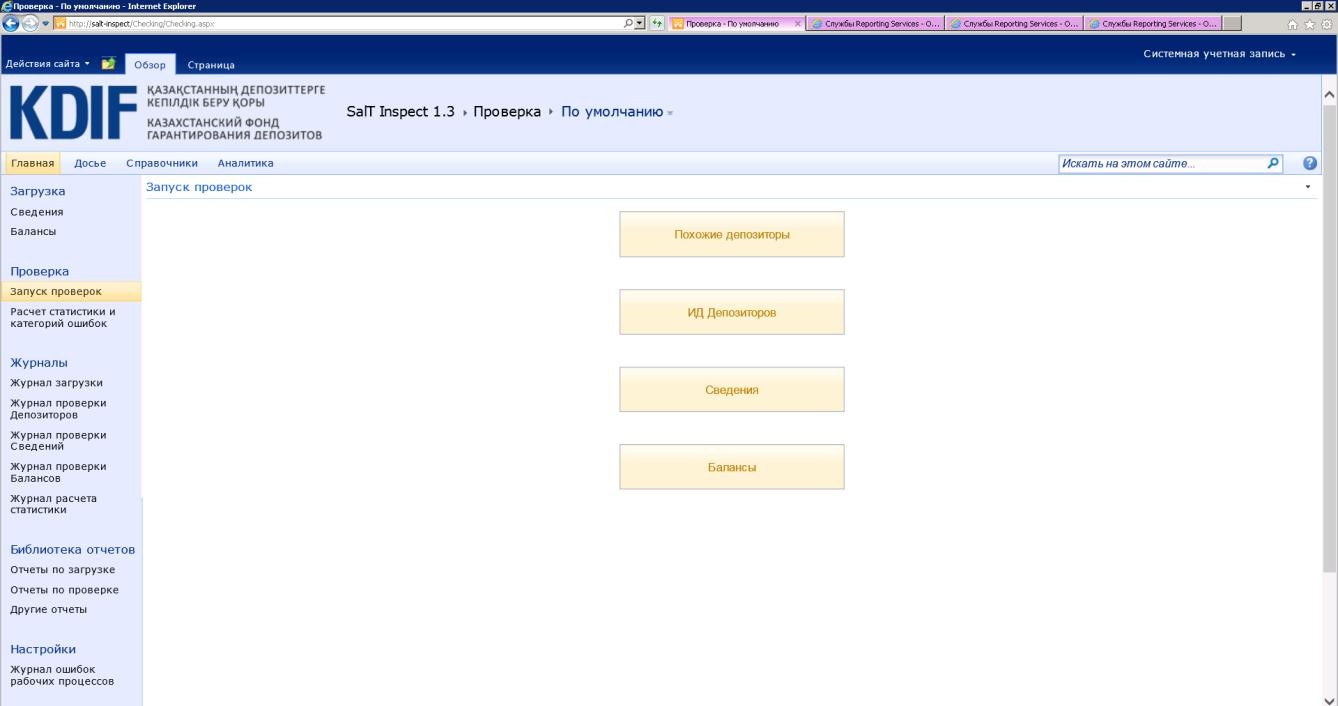 Проверка - По умолчанию - Internet Explorer
http://salt-inspect/Checking/Checking.aspx
Проверка - По умолчанию
Службы Reporting Services - O...
Службы Reporting Services - O...
Службы Reporting Services - O...
Действия сайта
Обзор
Страница
Системная учетная запись
KDIF
ҚАЗАҚСТАННЫҢ ДЕПОЗИТТЕРГЕ
КЕПІЛДІК БЕРУ ҚОРЫ
КАЗАХСТАНСКИЙ ФОНД
ГАРАНТИРОВАНИЯ ДЕПОЗИТОВ
SalT Inspect 1.3 Проверка По умолчанию
Главная Досье Справочники Аналитика
Искать на этом сайте...
Загрузка
Сведения
Балансы
Проверка
Запуск проверок
Расчет статистики и
категорий ошибок
Журналы
Журнал загрузки
Журнал проверки
Депозиторов
Журнал проверки
Сведений
Журнал проверки
Балансов
Журнал расчета
статистики
Библиотека отчетов
Отчеты по загрузке
Отчеты по проверке
Другие отчеты
Настройки
Журнал ошибок
рабочих процессов
Запуск проверок
Похожие депозиторы
ИД Депозиторов
Сведения
Балансы